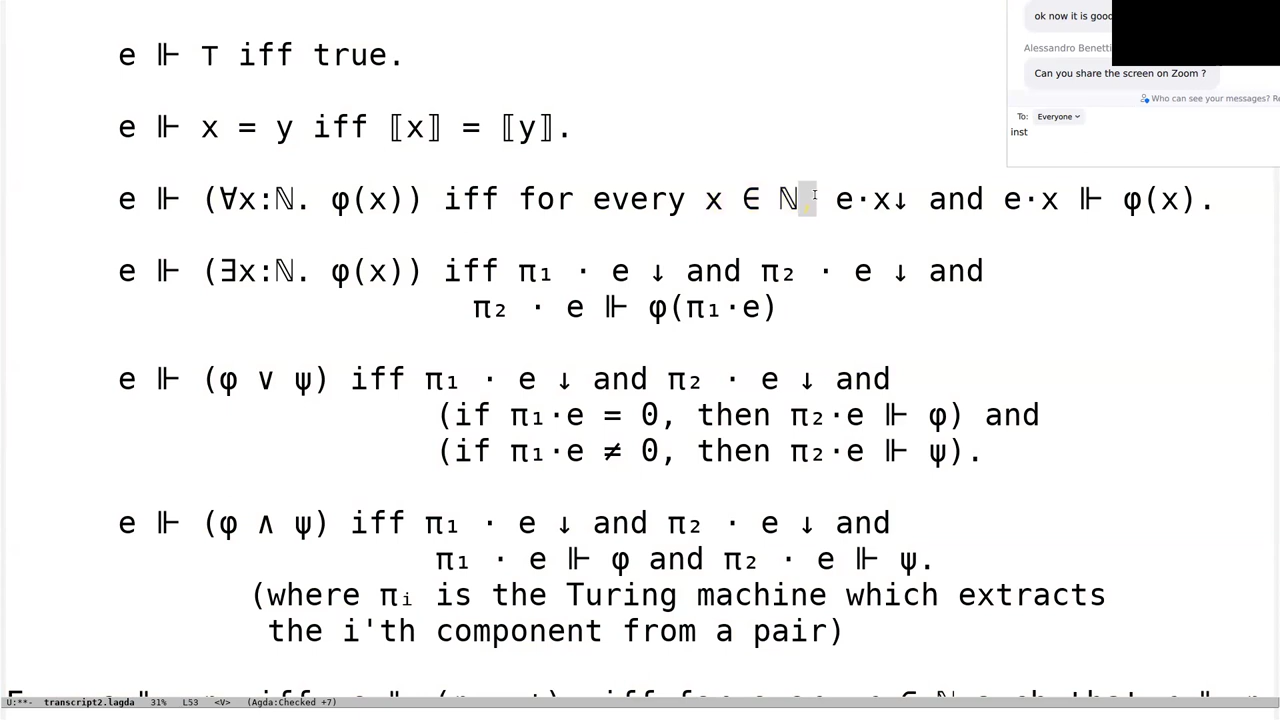 ok now it is good
Alessandro Benetti
Can you share the screen on Zoom ?
Who can see your messages? Re
To: Everyone
inst
e ⊩ ⊤ iff true.
e ⊩ x = y iff ⟦x⟧ = ⟦y⟧.
e ⊩ (∀x:ℕ. φ(x)) iff for every x ∈ ℕ, e·x↓ and e·x ⊩ φ(x).
e ⊩ (∃x:ℕ. φ(x)) iff π₁ · e ↓ and π₂ · e ↓ and
π₂ · e ⊩ φ(π₁·e)
e ⊩ (φ ∨ ψ) iff π₁ · e ↓ and π₂ · e ↓ and
(if π₁·e = 0, then π₂·e ⊩ φ) and
(if π₁·e ≠ 0, then π₂·e ⊩ ψ).
e ⊩ (φ ∧ ψ) iff π₁ · e ↓ and π₂ · e ↓ and
π₁ · e ⊩ φ and π₂ · e ⊩ ψ.
(where πᵢ is the Turing machine which extracts
the i'th component from a pair)
U:**- transcript2.lagda 31% L53 <V> (Agda:Checked +7)